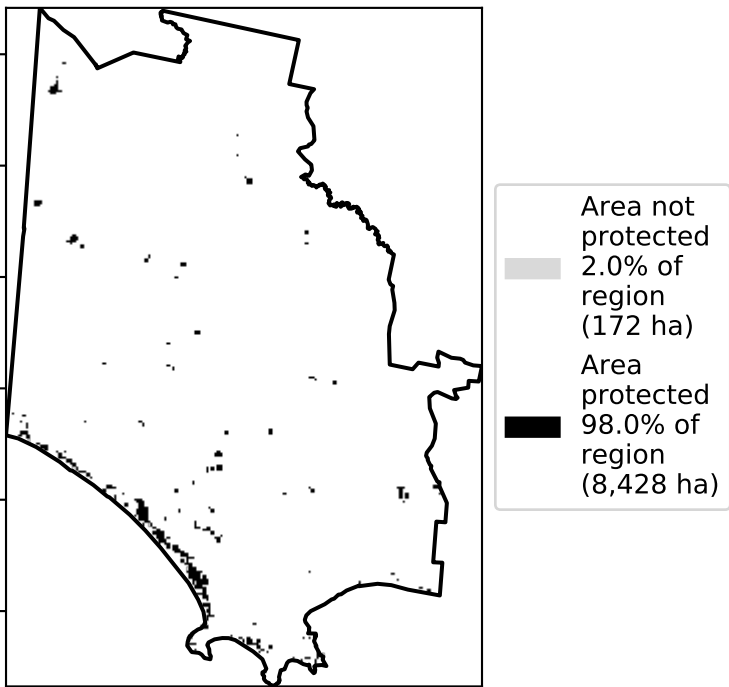 Area not
protected
2.0% of
region
(172 ha)
Area
protected
98.0% of
region
(8,428 ha)